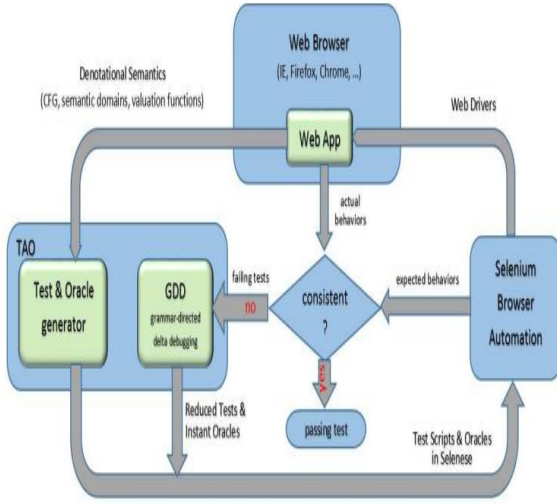 Denotational Semantics
(CFG, semantic domains, valuation functions)
Web Browser
(IE, Firefox, Chrome, ...)
Web App
Web Drivers
actual
behaviors
TAO
Test & Oracle
generator
GDD
grammar-directed
delta debugging
failing tests
no
consistent
?
expected behaviors
Selenium
Browser
Automation
yes
passing test
Reduced Tests &
Instant Oracles
Test Scripts & Oracles
in Selenese